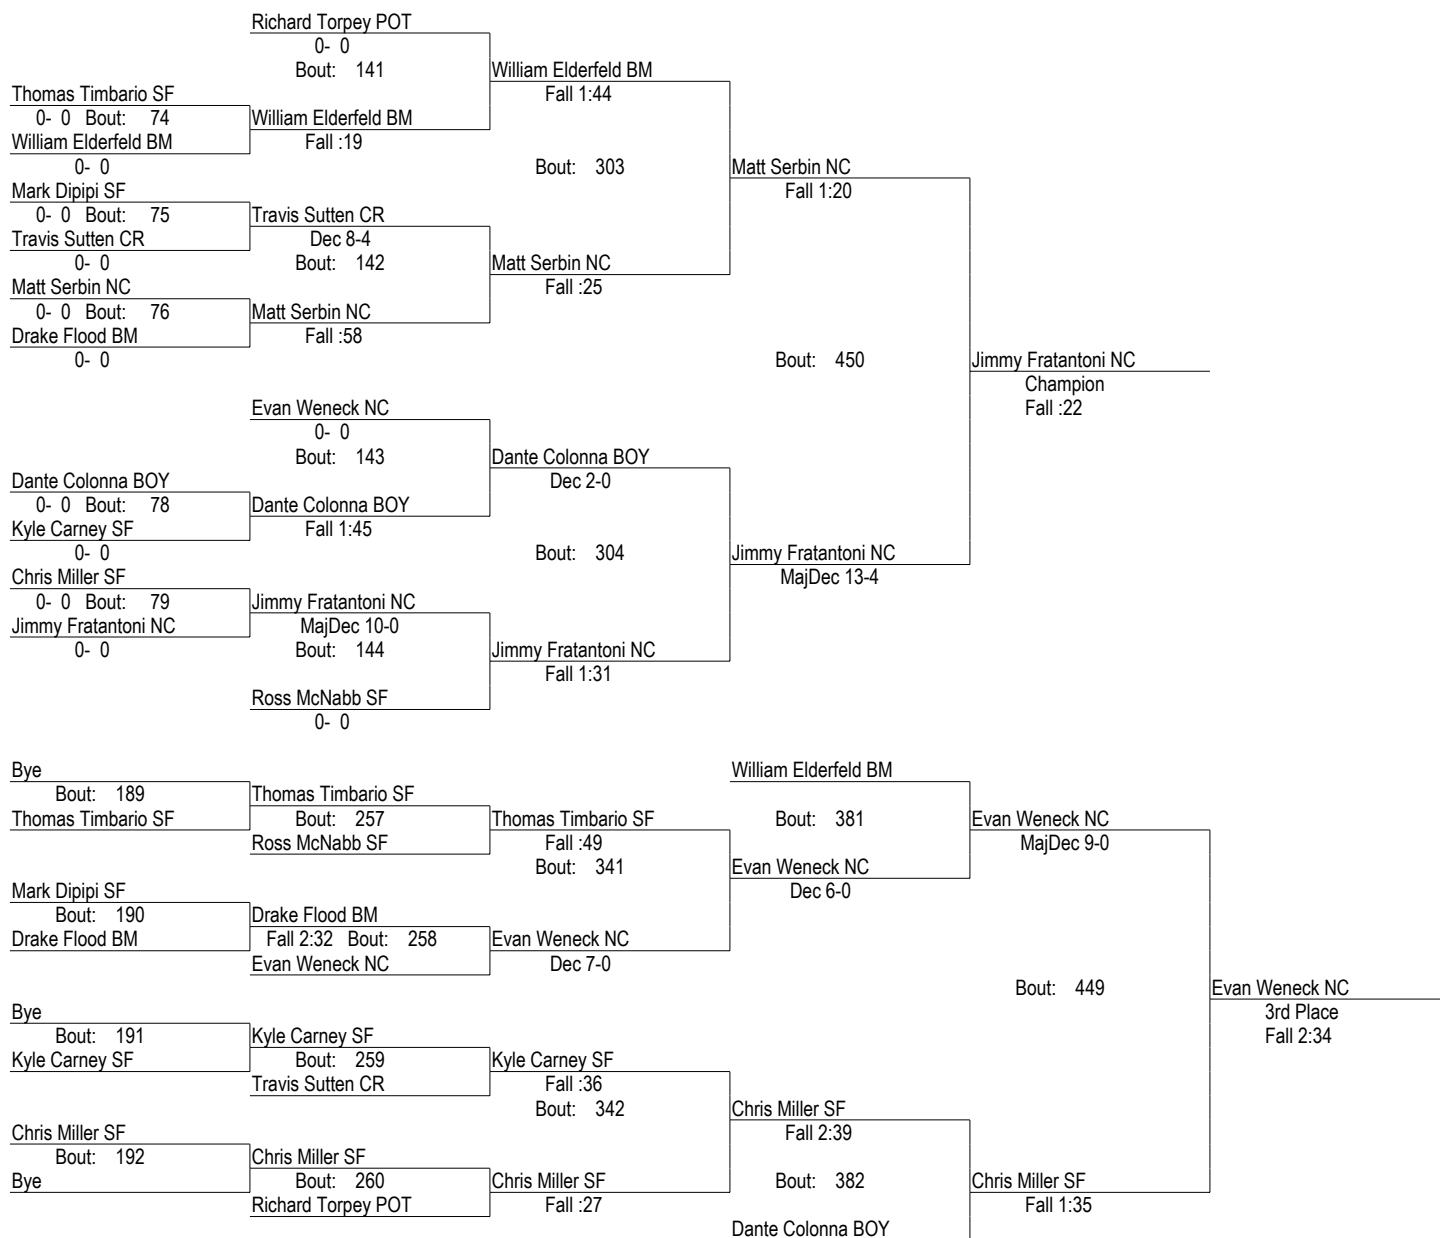 Richard Torpey POT
0- 0
Bout: 141
William Elderfeld BM
Fall 1:44
Thomas Timbario SF
0- 0 Bout: 74
William Elderfeld BM
Fall :19
William Elderfeld BM
0- 0
Bout: 303
Matt Serbin NC
Fall 1:20
Mark Dipipi SF
0- 0 Bout: 75
Travis Sutten CR
Dec 8-4
Travis Sutten CR
0- 0
Bout: 142
Matt Serbin NC
Fall :25
Matt Serbin NC
0- 0 Bout: 76
Matt Serbin NC
Fall :58
Drake Flood BM
0- 0
Bout: 450
Jimmy Fratantoni NC
Champion
Fall :22
Evan Weneck NC
0- 0
Bout: 143
Dante Colonna BOY
Dec 2-0
Dante Colonna BOY
0- 0 Bout: 78
Dante Colonna BOY
Fall 1:45
Kyle Carney SF
0- 0
Bout: 304
Jimmy Fratantoni NC
MajDec 13-4
Chris Miller SF
0- 0 Bout: 79
Jimmy Fratantoni NC
MajDec 10-0
Jimmy Fratantoni NC
0- 0
Bout: 144
Jimmy Fratantoni NC
Fall 1:31
Ross McNabb SF
0- 0
Bye
Bout: 189
Thomas Timbario SF
Thomas Timbario SF
Bout: 257
Ross McNabb SF
Thomas Timbario SF
Fall :49
Bout: 341
William Elderfeld BM
Bout: 381
Evan Weneck NC
MajDec 9-0
Evan Weneck NC
Dec 6-0
Mark Dipipi SF
Bout: 190
Drake Flood BM
Drake Flood BM
Fall 2:32 Bout: 258
Evan Weneck NC
Evan Weneck NC
Dec 7-0
Bout: 449
Evan Weneck NC
3rd Place
Fall 2:34
Bye
Bout: 191
Kyle Carney SF
Kyle Carney SF
Bout: 259
Travis Sutten CR
Kyle Carney SF
Fall :36
Bout: 342
Chris Miller SF
Fall 2:39
Chris Miller SF
Bout: 192
Bye
Chris Miller SF
Bout: 260
Richard Torpey POT
Chris Miller SF
Fall :27
Bout: 382
Chris Miller SF
Fall 1:35
Dante Colonna BOY